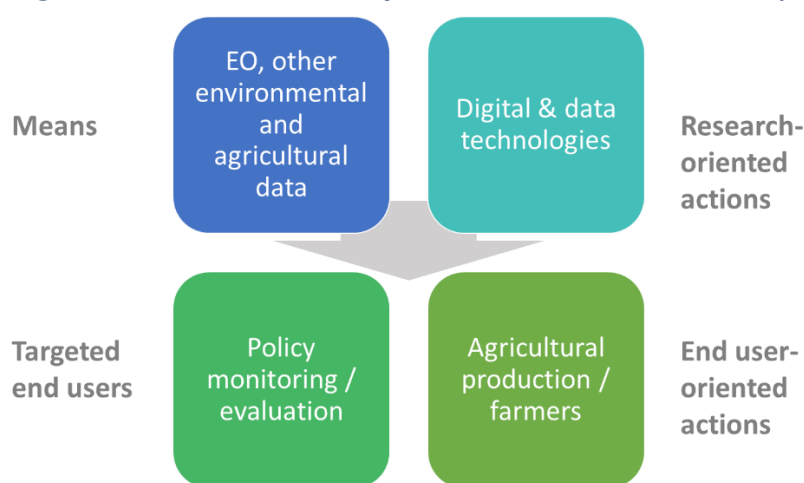 Means
EO, other
environmental
and
agricultural
data
Digital & data
technologies
Research-
oriented
actions
Targeted
end users
Policy
monitoring /
evaluation
Agricultural
production /
farmers
End user-
oriented
actions